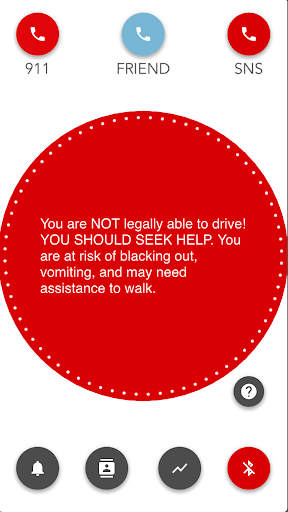 911 FRIEND SNS
You are NOT legally able to drive!
YOU SHOULD SEEK HELP. You
are at risk of blacking out,
vomiting, and may need
assistance to walk.
?